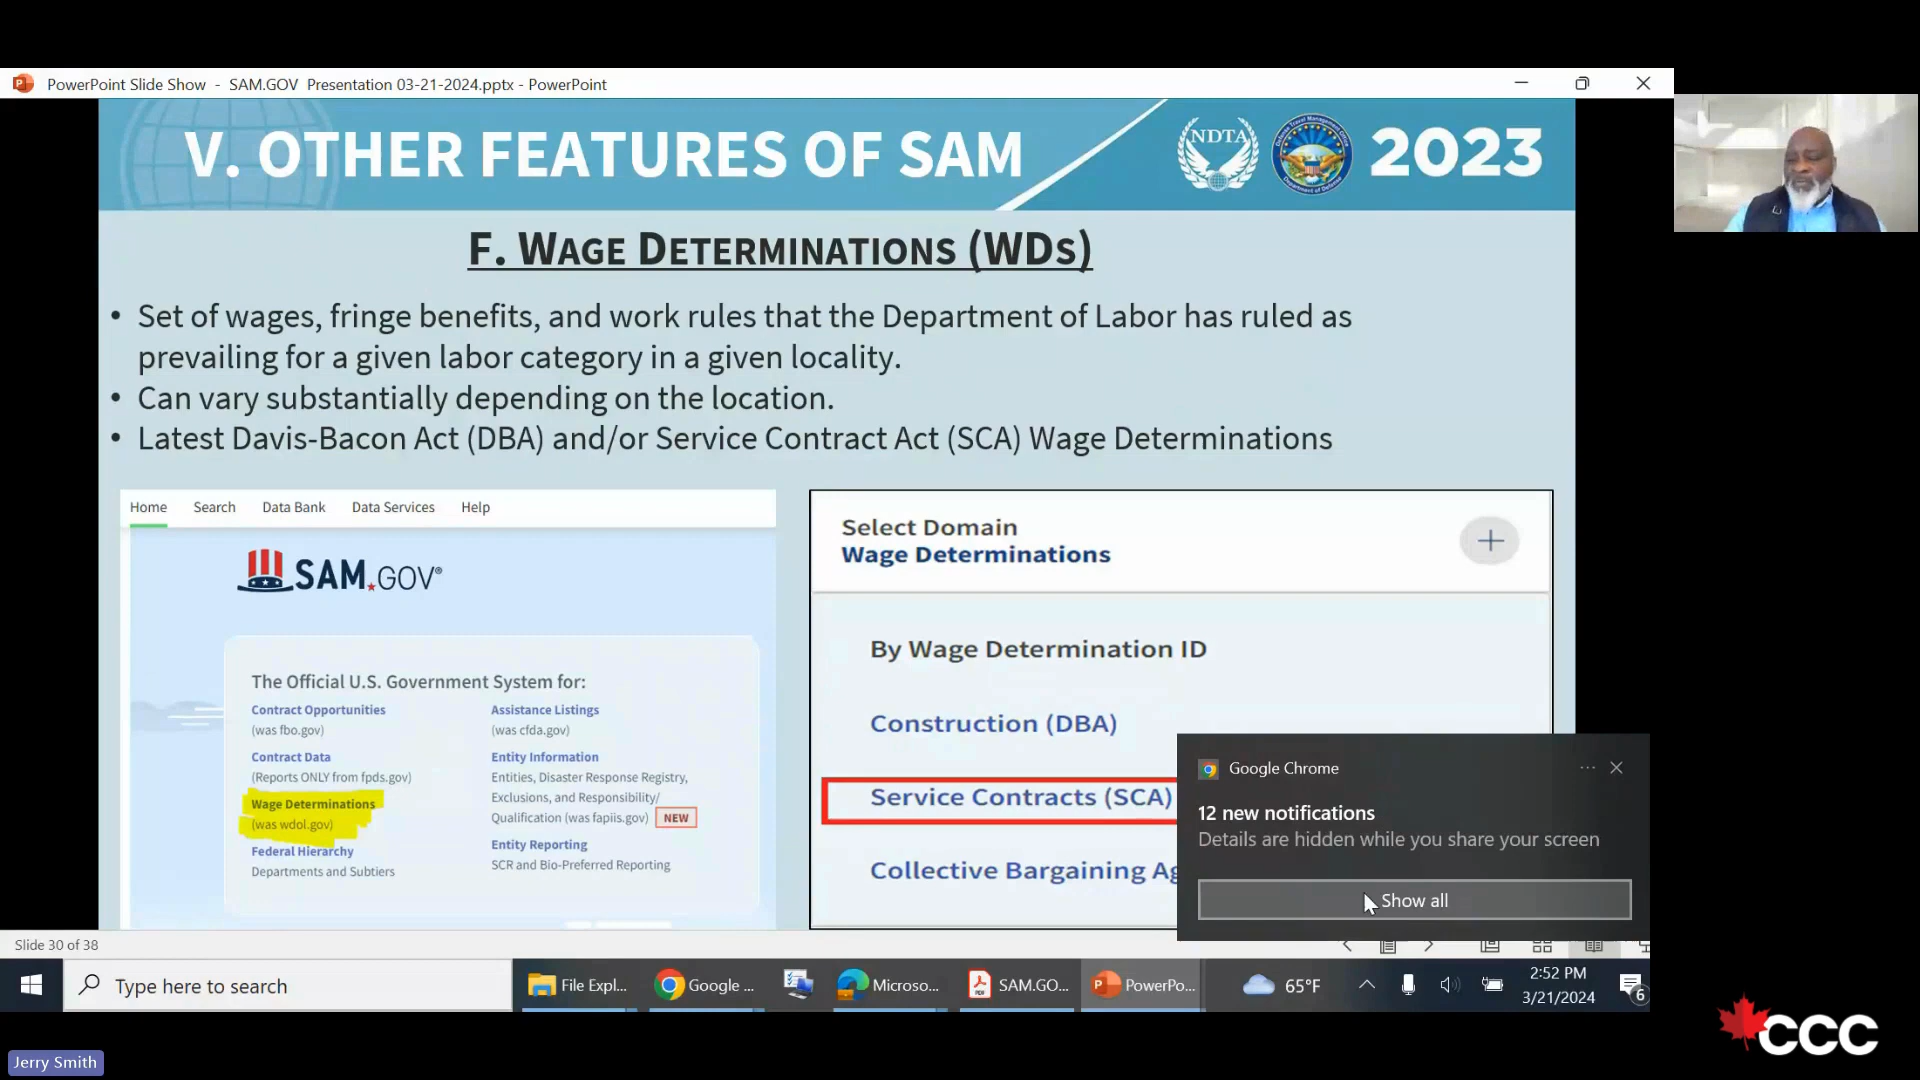 PowerPoint Slide Show - SAM.GOV Presentation 03-21-2024.pptx - PowerPoint
V. OTHER FEATURES OF SAM
NDTA
2023
F. WAGE DETERMINATIONS (WDS)
• Set of wages, fringe benefits, and work rules that the Department of Labor has ruled as
prevailing for a given labor category in a given locality.
• Can vary substantially depending on the location.
• Latest Davis-Bacon Act (DBA) and/or Service Contract Act (SCA) Wage Determinations
Home Search Data Bank Data Services Help
SAM.GOV®
The Official U.S. Government System for:
Contract Opportunities
(was fbo.gov)
Contract Data
(Reports ONLY from fpds.gov)
Wage Determinations
(was wdol.gov)
Federal Hierarchy
Departments and Subtiers
Assistance Listings
(was cfda.gov)
Entity Information
Entities, Disaster Response Registry,
Exclusions, and Responsibility/
Qualification (was fapiis.gov) NEW
Entity Reporting
SCR and Bio-Preferred Reporting
Select Domain
Wage Determinations
By Wage Determination ID
Construction (DBA)
Service Contracts (SCA)
Collective Bargaining Ag
Google Chrome
12 new notifications
Details are hidden while you share your screen
Show all
Slide 30 of 38
Type here to search
File Expl...
Google ...
Microso...
SAM.GO...
PowerPo...
65°F
2:52 PM
3/21/2024
6
CCC
Jerry Smith